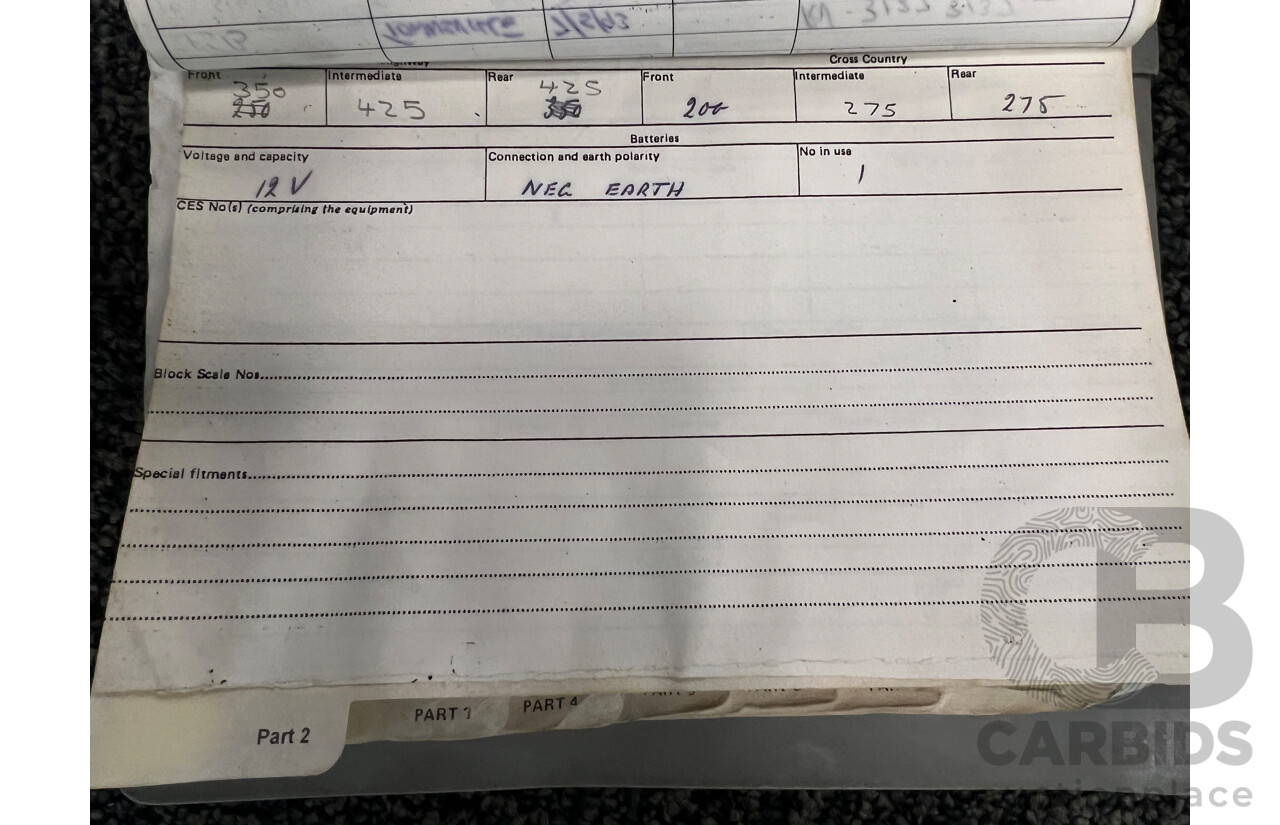 Cross Country
Front Intermediate Rear Front Intermediate Rear
350 425
250 425 350 200 275 275
Batteries
Voltage and capacity Connection and earth polarity No in use
12 V NEG EARTH 1
CES No(s) (comprising the equipment)
Block Scale Nos
Special fitments
PART 4
Part 2
CARBIDS